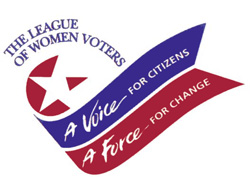 THE LEAGUE
OF WOMEN VOTERS
A Voice FOR CITIZENS
A Force - FOR CHANGE